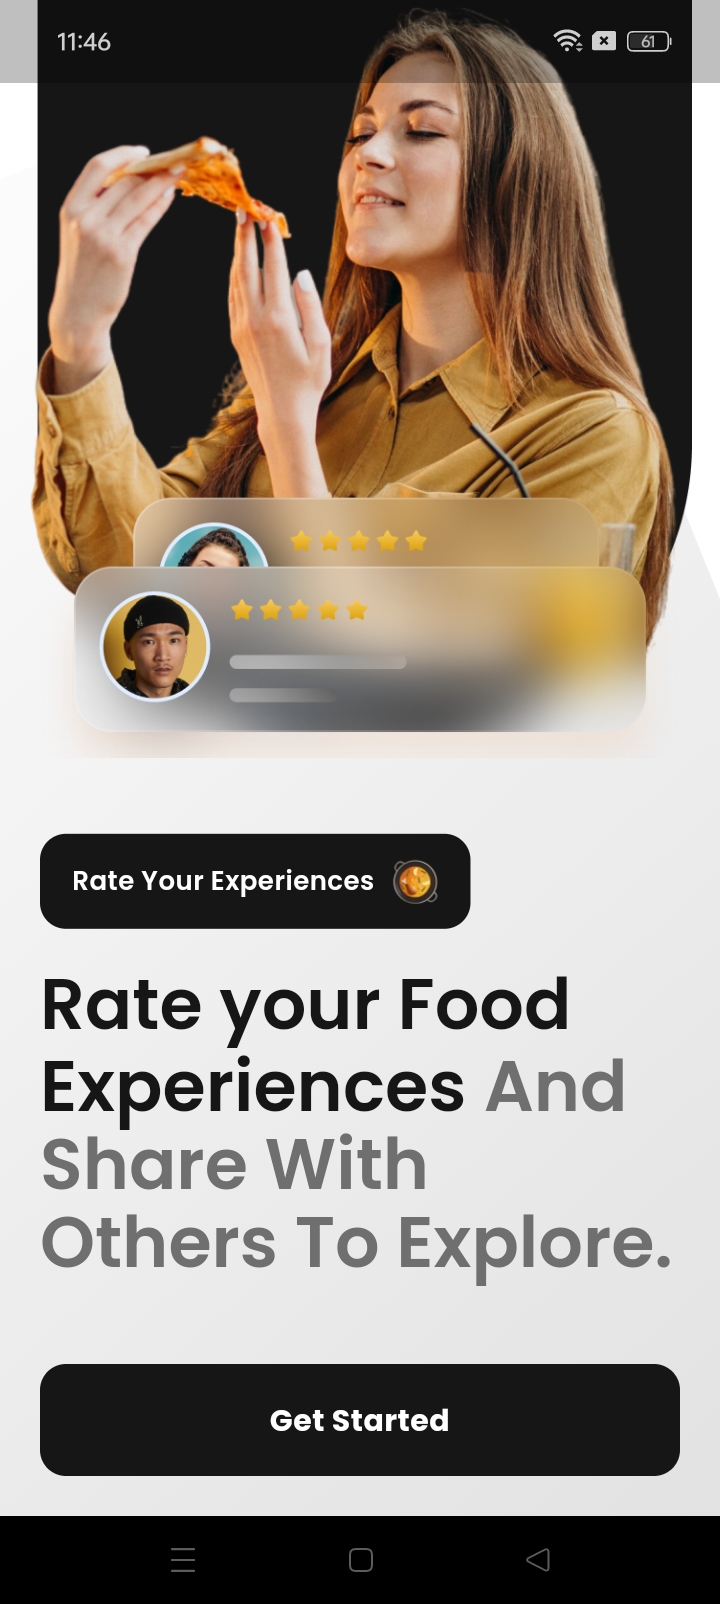 11:46
61
Rate Your Experiences
Rate your Food
Experiences And
Share With
Others To Explore.
Get Started